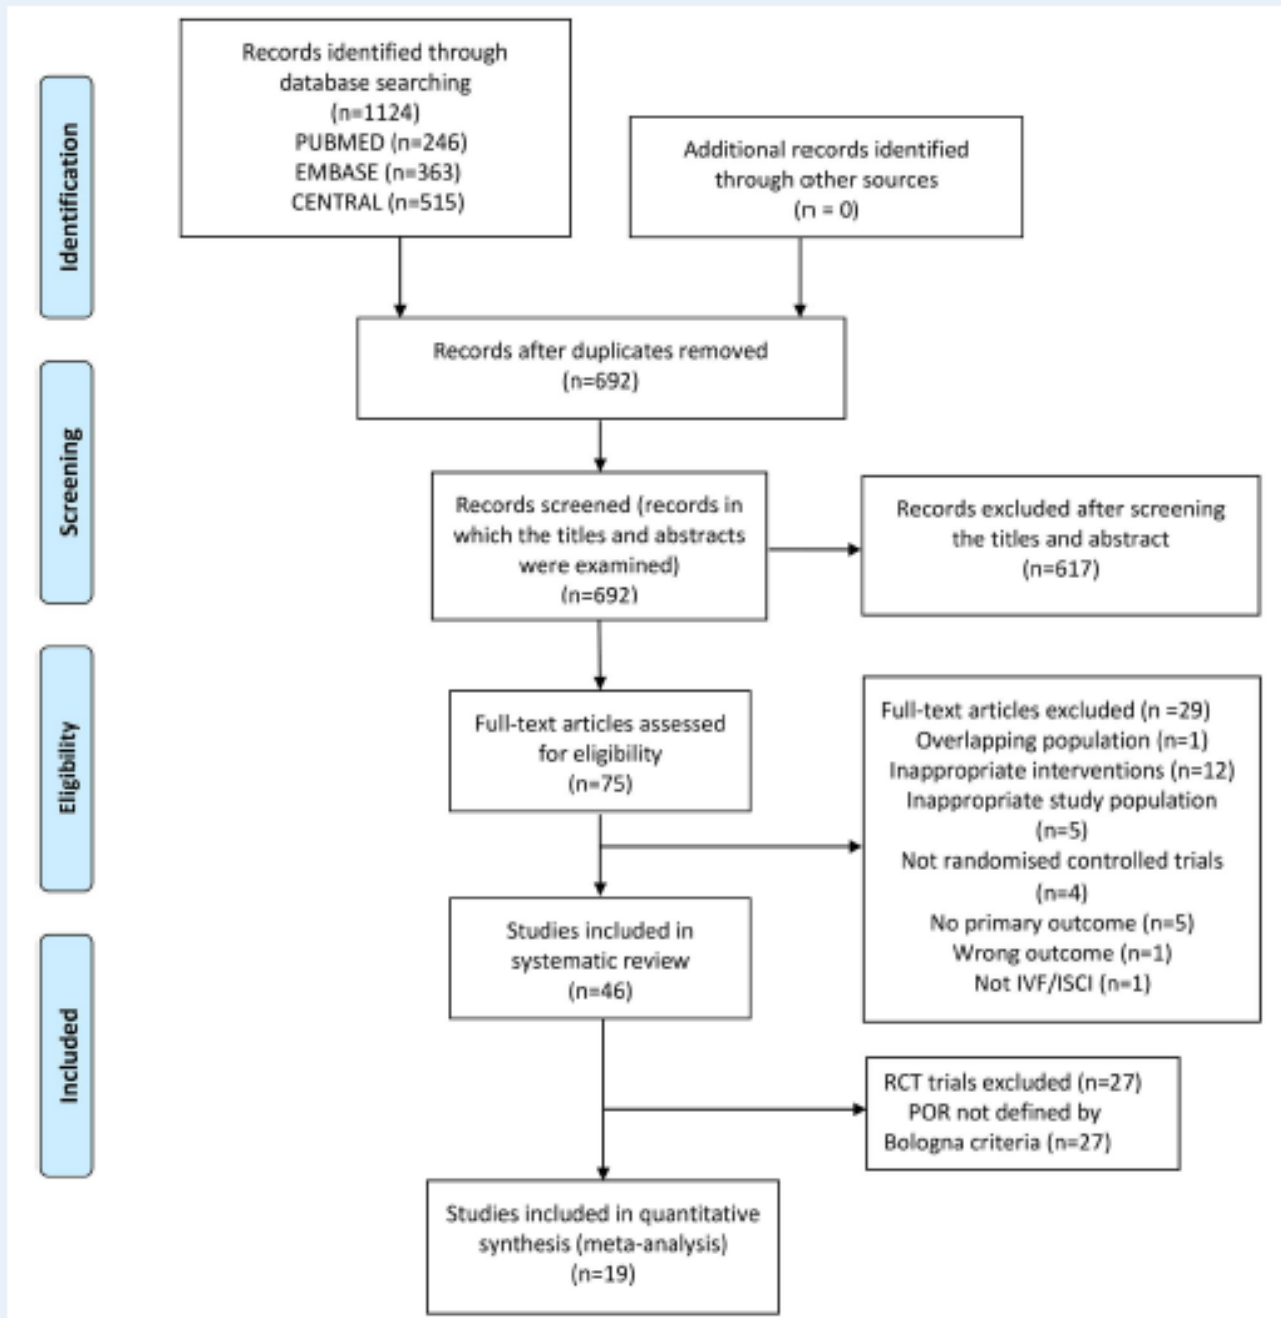 Identification
Records identified through
database searching
(n=1124)
PUBMED (n=246)
EMBASE (n=363)
CENTRAL (n=515)
Additional records identified
through other sources
(n = 0)
Records after duplicates removed
(n=692)
Screening
Records screened (records in
which the titles and abstracts
were examined)
(n=692)
Records excluded after screening
the titles and abstract
(n=617)
Eligibility
Full-text articles assessed
for eligibility
(n=75)
Full-text articles excluded (n =29)
Overlapping population (n=1)
Inappropriate interventions (n=12)
Inappropriate study population
(n=5)
Not randomised controlled trials
(n=4)
No primary outcome (n=5)
Wrong outcome (n=1)
Not IVF/ISCI (n=1)
Studies included in
systematic review
(n=46)
Included
RCT trials excluded (n=27)
POR not defined by
Bologna criteria (n=27)
Studies included in quantitative
synthesis (meta-analysis)
(n=19)